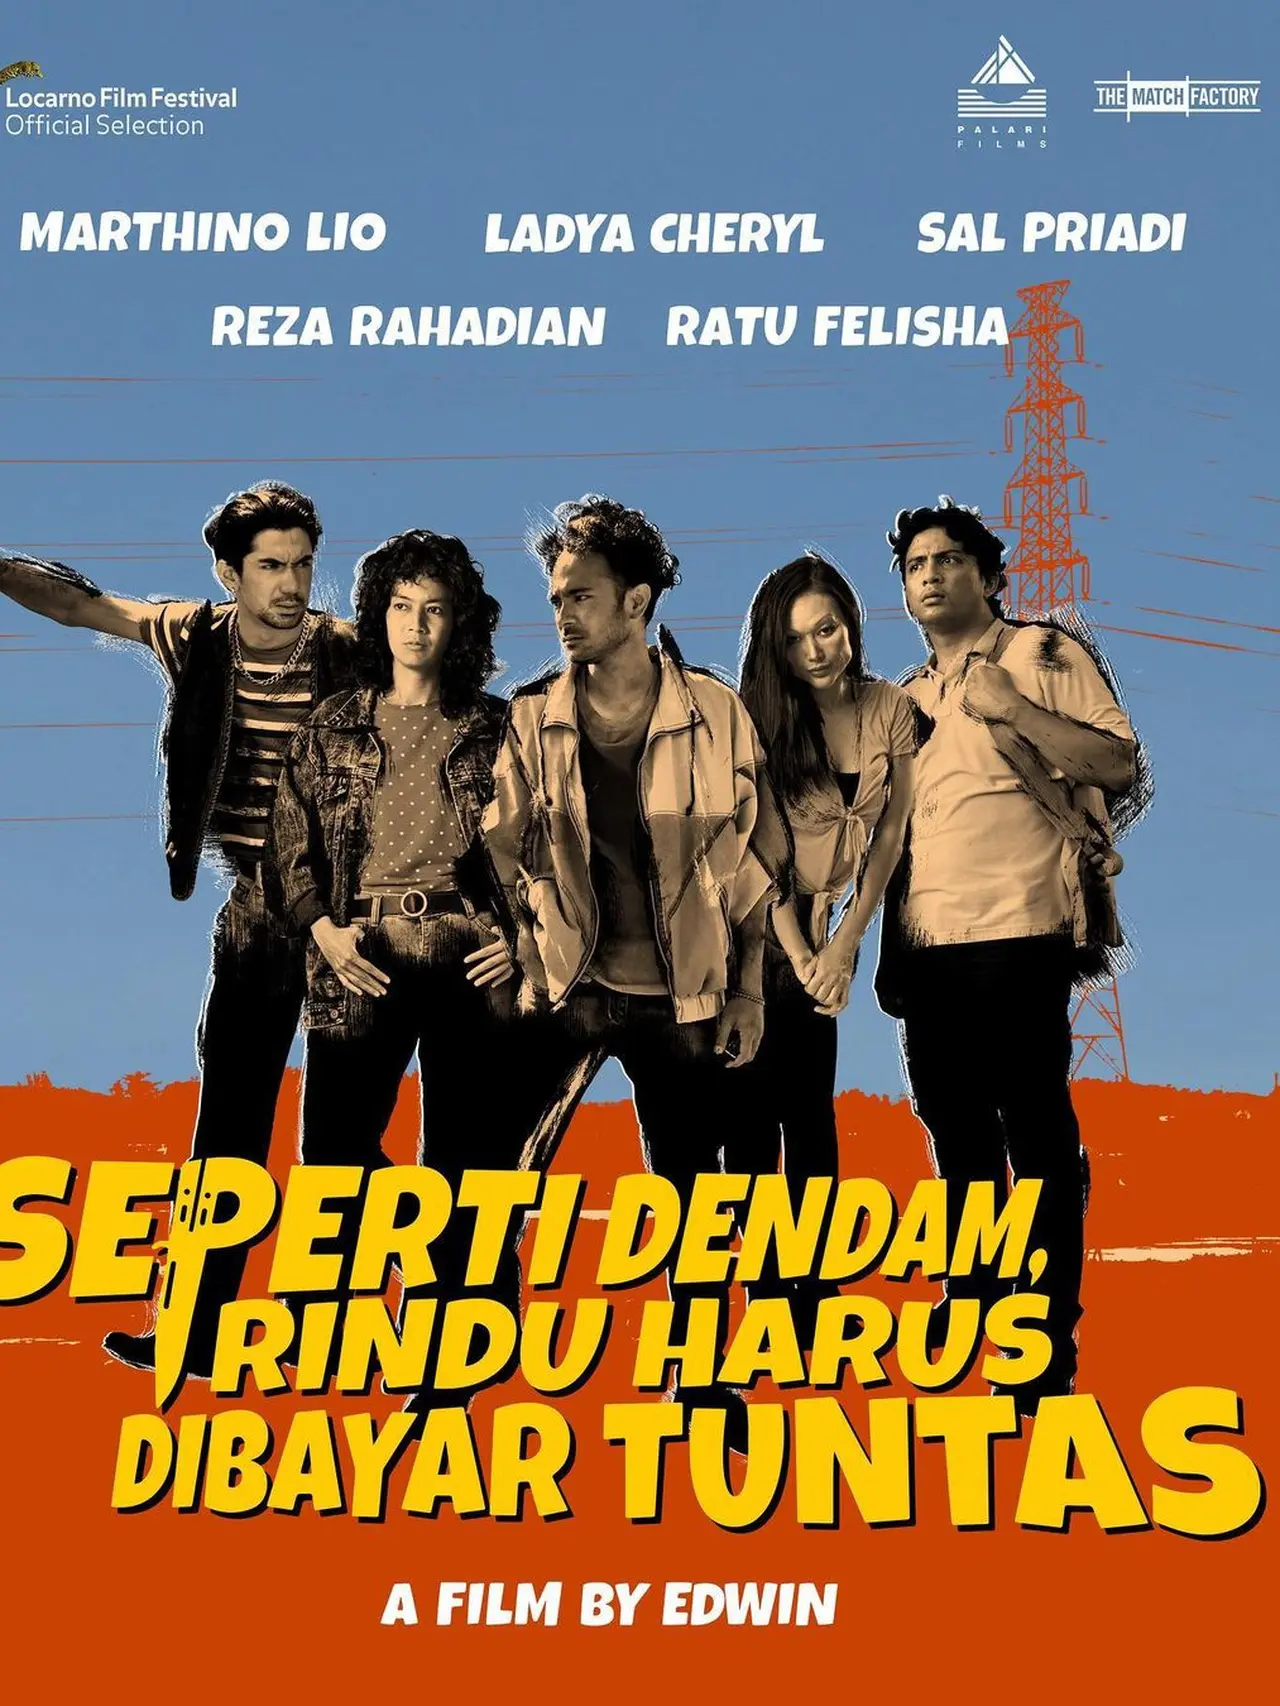 Locarno Film Festival
Official Selection
PALARI
FILMS
THE MATCH FACTORY
MARTHINO LIO LADYA CHERYL SAL PRIADI
REZA RAHADIAN RATU FELISHA
SEPERTI DENDAM,
RINDU HARUS
DIBAYAR TUNTAS
A FILM BY EDWIN